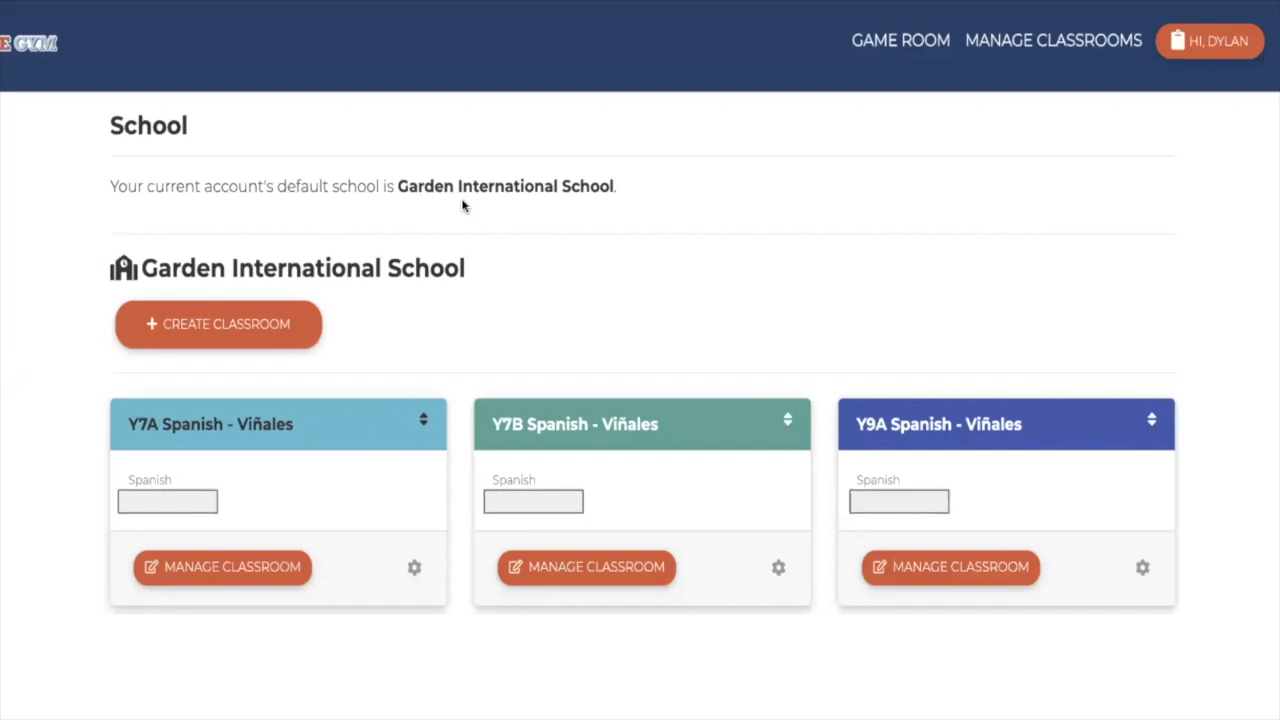 E GYM
GAME ROOM MANAGE CLASSROOMS HI, DYLAN
School
Your current account's default school is Garden International School.
Garden International School
+ CREATE CLASSROOM
Y7A Spanish - Viñales
Spanish
MANAGE CLASSROOM
Y7B Spanish - Viñales
Spanish
MANAGE CLASSROOM
Y9A Spanish - Viñales
Spanish
MANAGE CLASSROOM